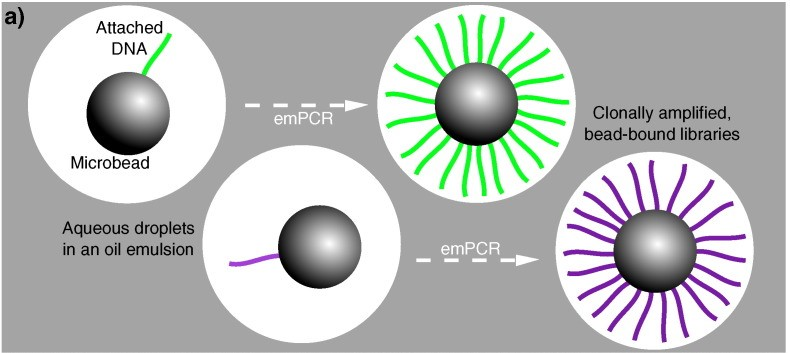 a)
Attached
DNA
Microbead
emPCR
Clonally amplified,
bead-bound libraries
Aqueous droplets
in an oil emulsion
emPCR